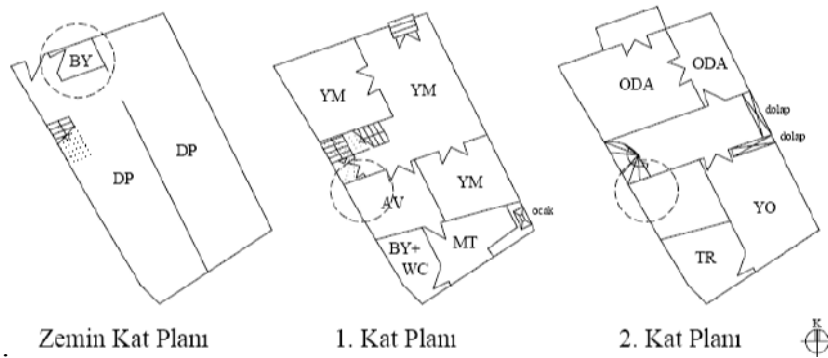 BY
DP
DP
Zemin Kat Planı
YM
YM
YM
AV
BY+
WC
MT
ocak
1. Kat Planı
ODA
ODA
dolap
dolap
YO
TR
2. Kat Planı
K